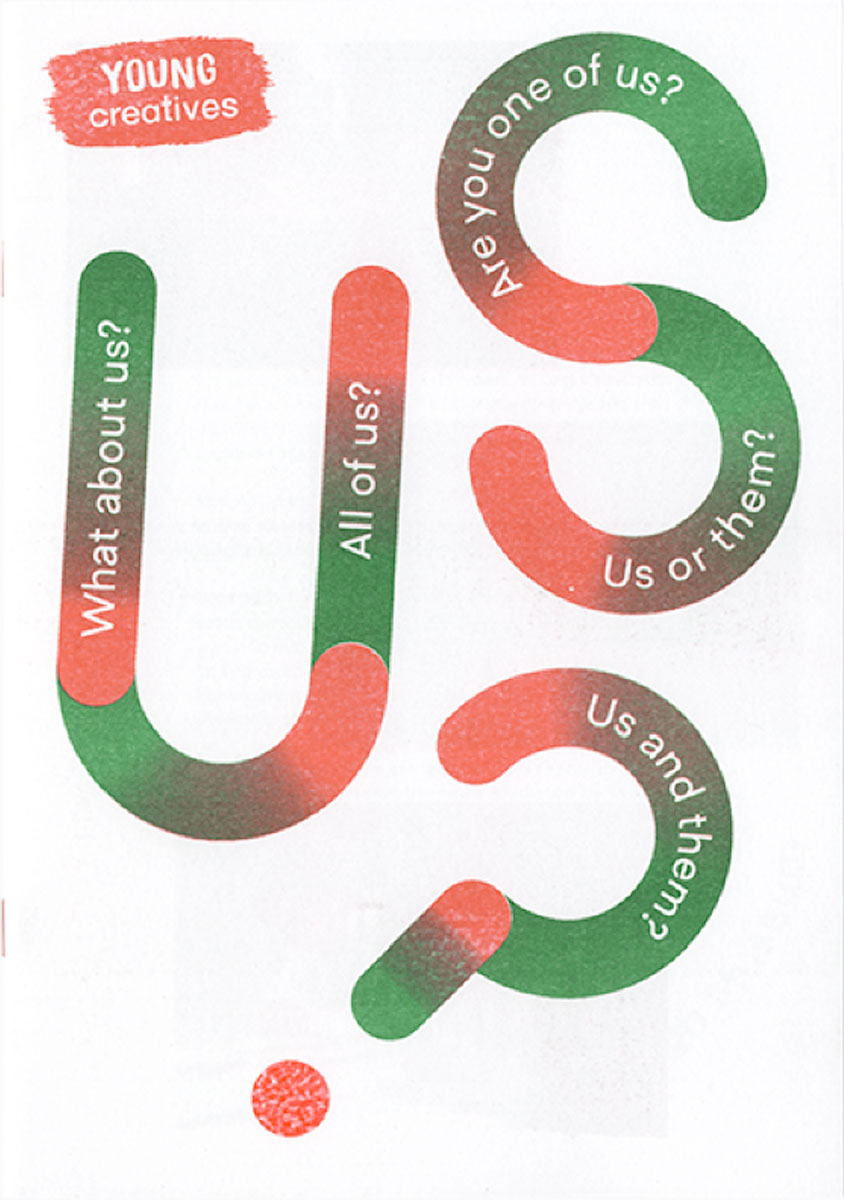 YOUNG
creatives
US?
What about us?
All of us?
Are you one of us?
Us or them?
Us and them?